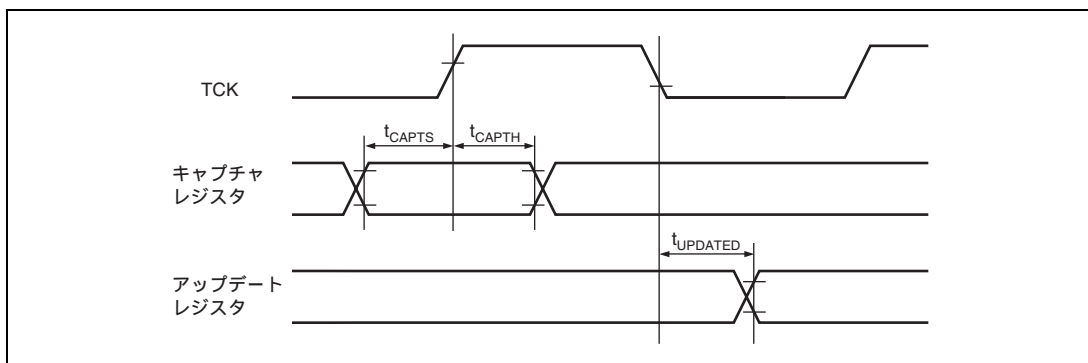 TCK
tCAPTS
tCAPTH
キャプチャ
レジスタ
tUPDATED
アップデート
レジスタ